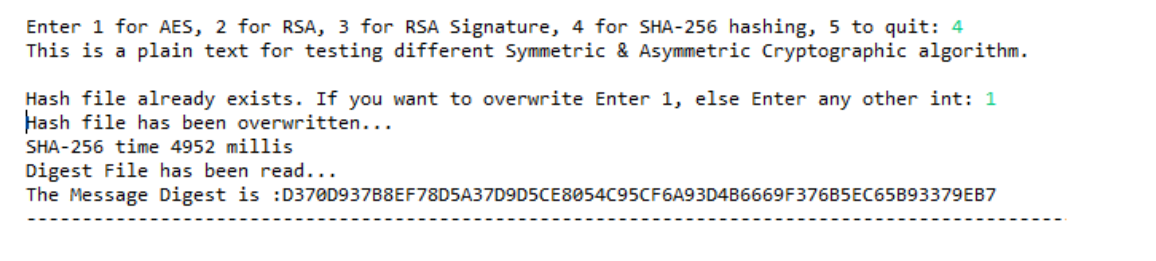 Enter 1 for AES, 2 for RSA, 3 for RSA Signature, 4 for SHA-256 hashing, 5 to quit: 4
This is a plain text for testing different Symmetric & Asymmetric Cryptographic algorithm.
Hash file already exists. If you want to overwrite Enter 1, else Enter any other int: 1
Hash file has been overwritten...
SHA-256 time 4952 millis
Digest File has been read...
The Message Digest is :D370D937B8EF78D5A37D9D5CE8054C95CF6A93D4B6669F376B5EC65B93379EB7